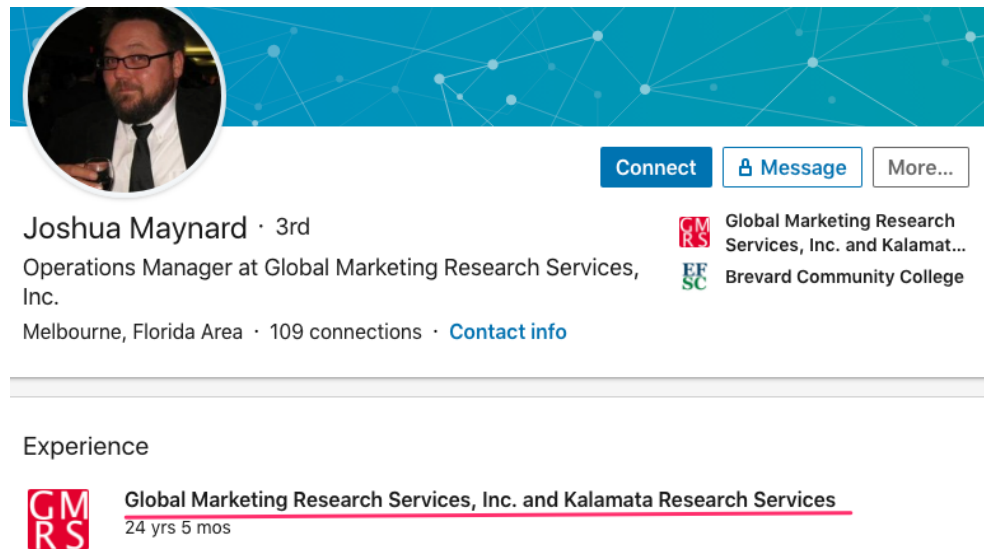 Connect
Message
More...
Joshua Maynard · 3rd
Operations Manager at Global Marketing Research Services,
Inc.
Melbourne, Florida Area · 109 connections · Contact info
GM
RS
Global Marketing Research
Services, Inc. and Kalamat...
EF
SC
Brevard Community College
Experience
GM
RS
Global Marketing Research Services, Inc. and Kalamata Research Services
24 yrs 5 mos